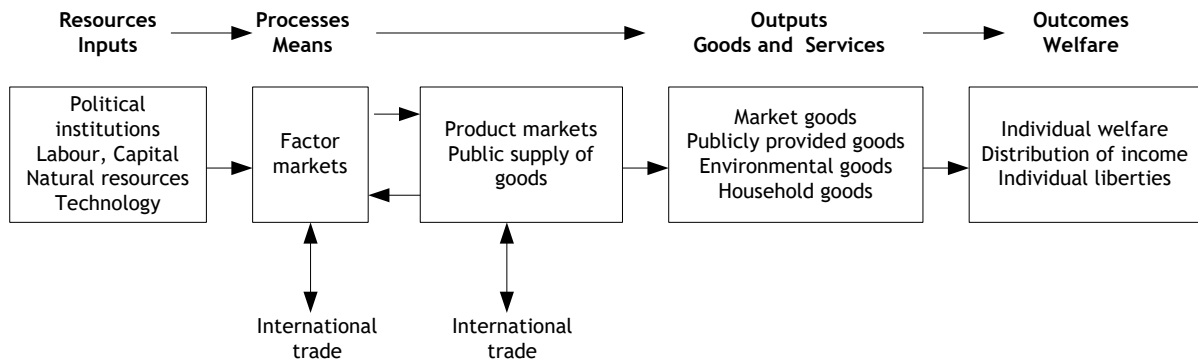 Resources
Inputs
Processes
Means
Outputs
Goods and Services
Outcomes
Welfare
Political
institutions
Labour, Capital
Natural resources
Technology
Factor
markets
Product markets
Public supply of
goods
Market goods
Publicly provided goods
Environmental goods
Household goods
Individual welfare
Distribution of income
Individual liberties
International
trade
International
trade